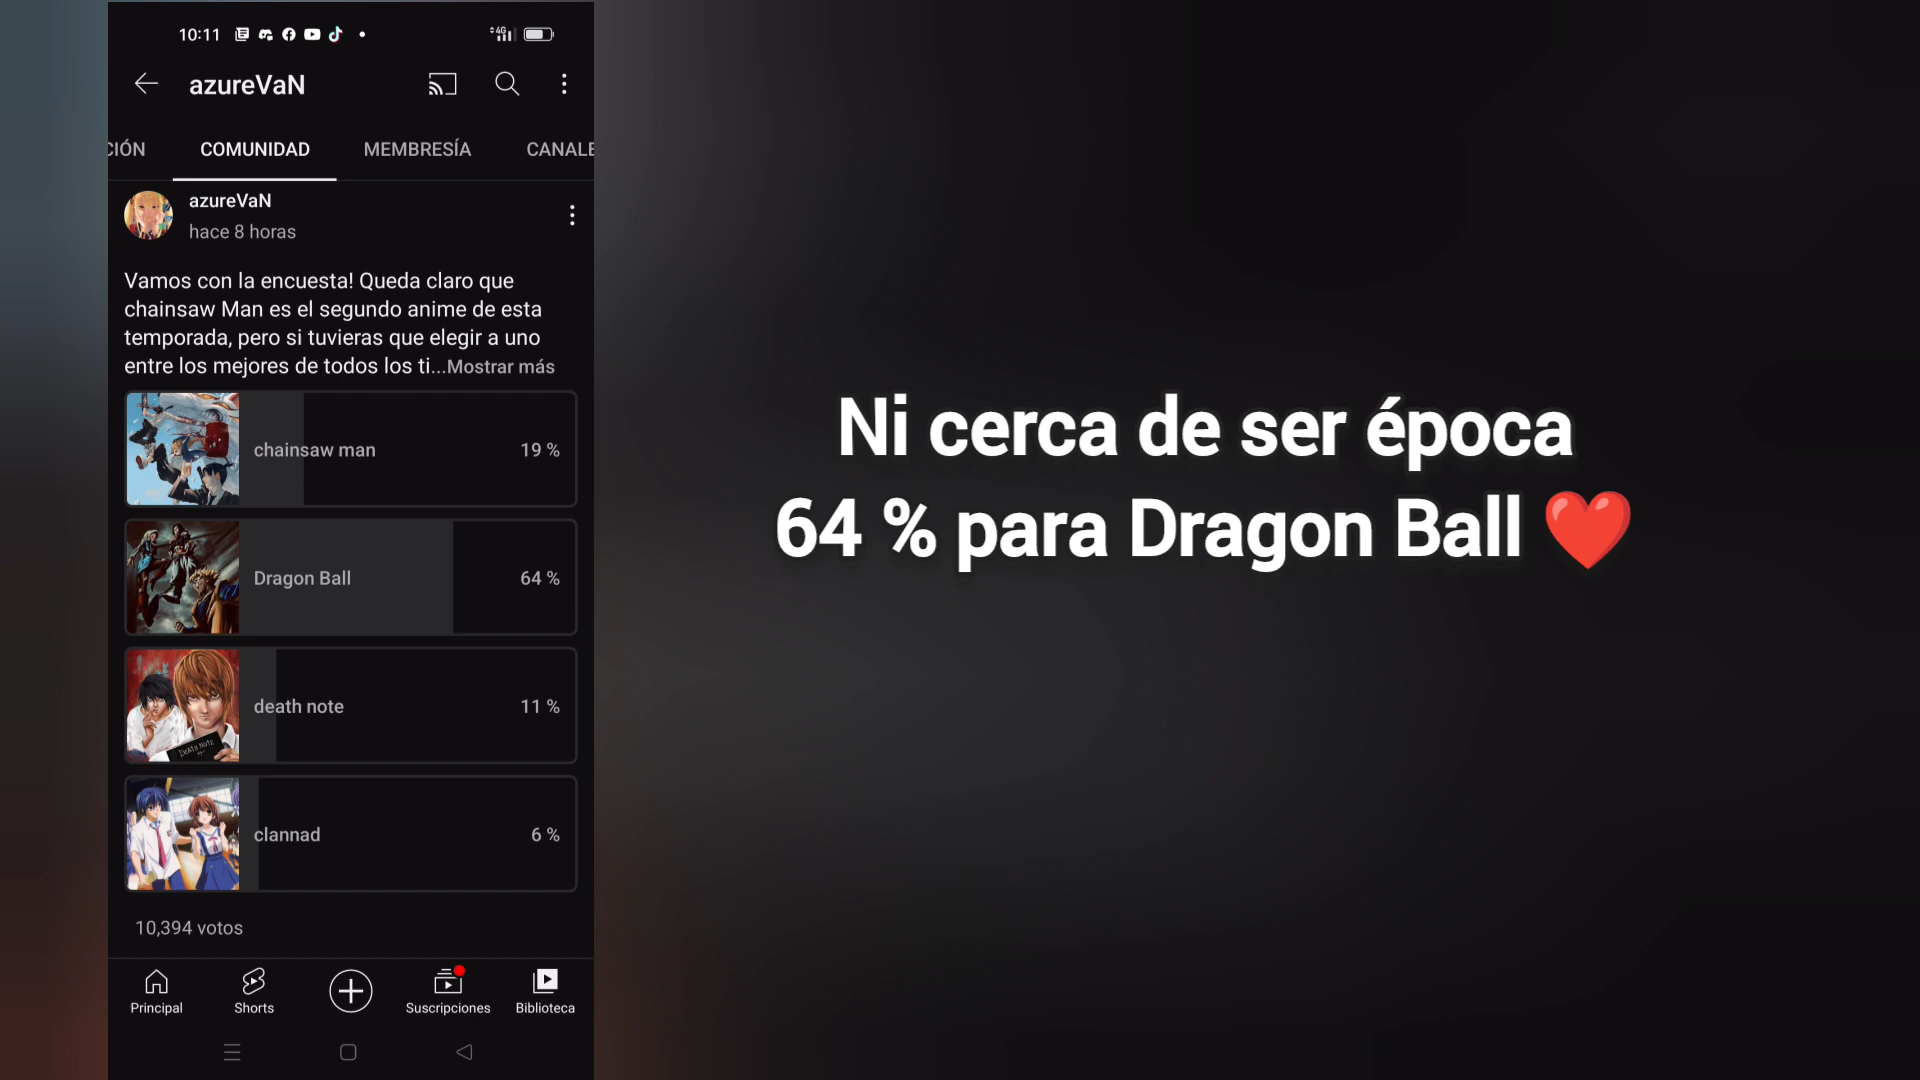 10:11
4G
azureVaN
CIÓN COMUNIDAD MEMBRESÍA CANALE
azureVaN
hace 8 horas
Vamos con la encuesta! Queda claro que
chainsaw Man es el segundo anime de esta
temporada, pero si tuvieras que elegir a uno
entre los mejores de todos los ti...Mostrar más
chainsaw man 19 %
Dragon Ball 64 %
death note 11 %
DEATH NOTE
clannad 6 %
10,394 votos
Principal Shorts Suscripciones Biblioteca
Ni cerca de ser época
64 % para Dragon Ball ❤️